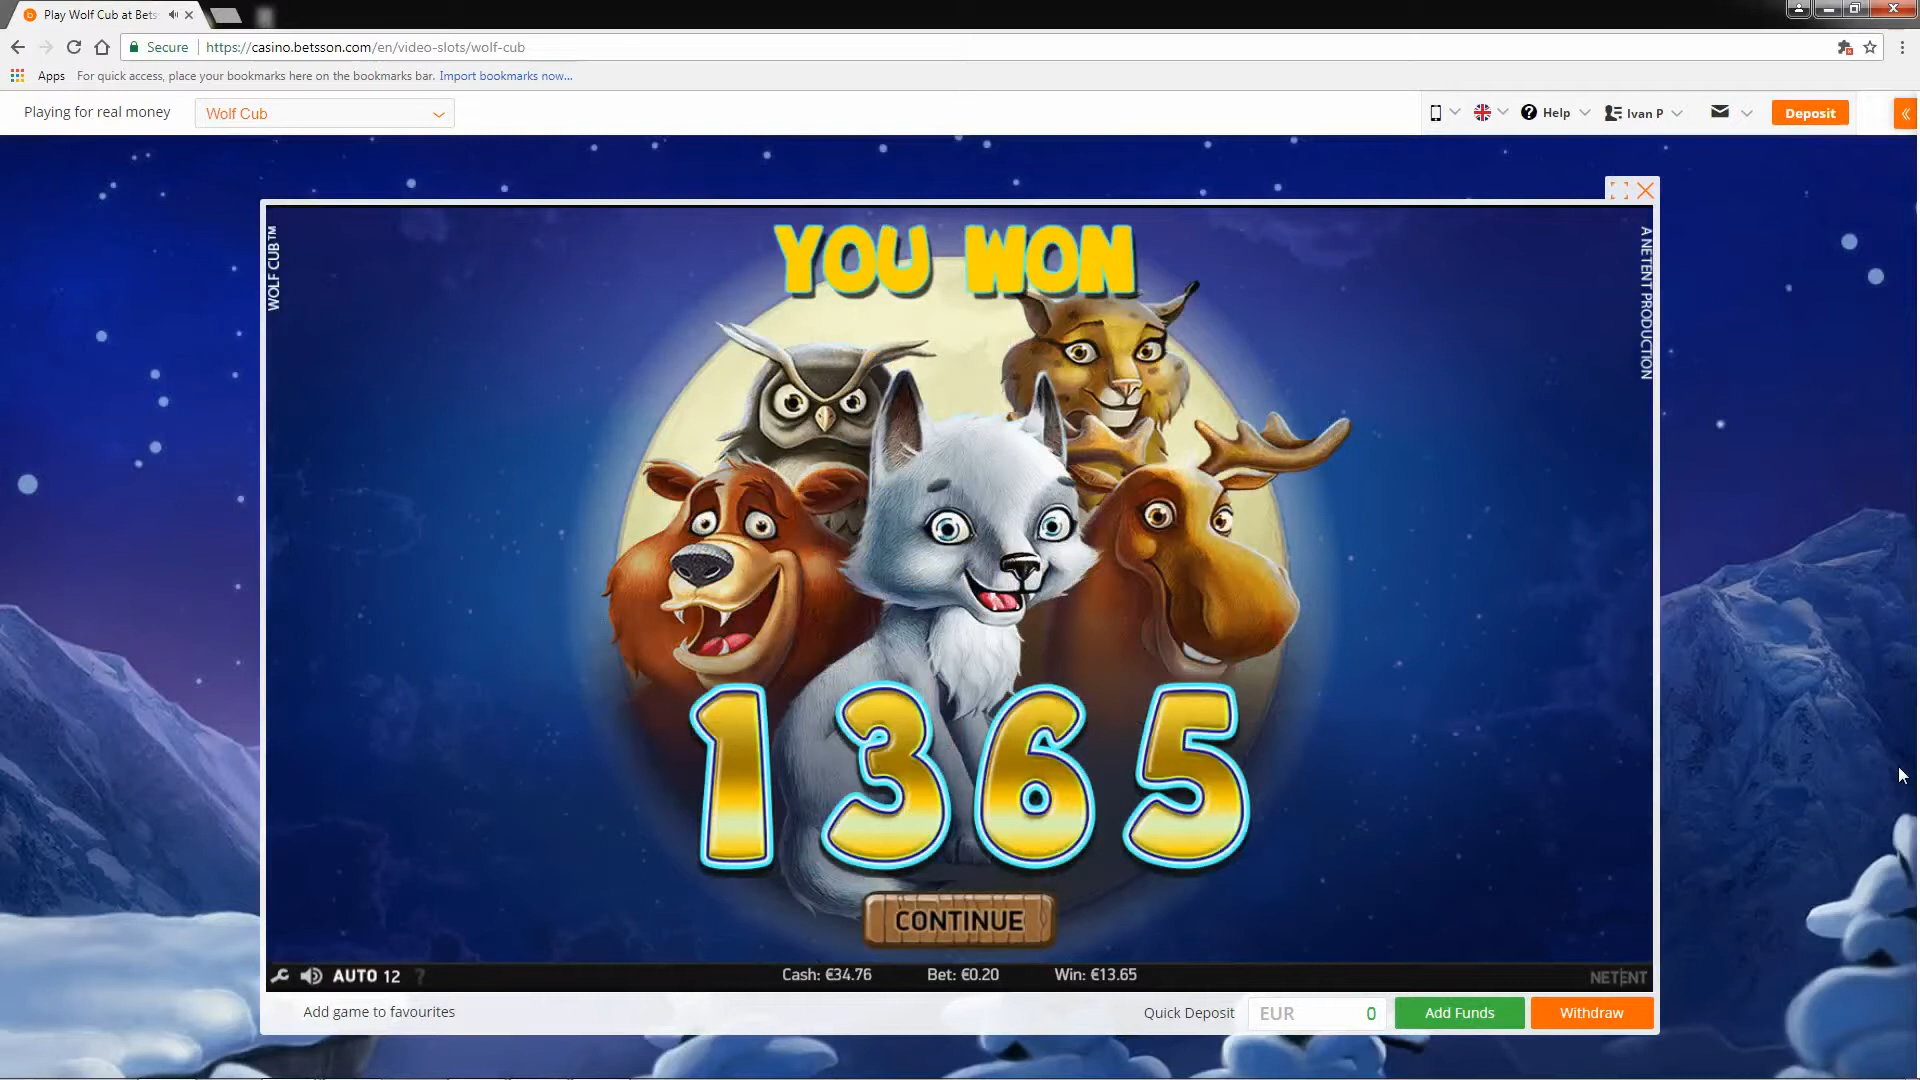 Play Wolf Cub at Bets
Secure
https://casino.betsson.com/en/video-slots/wolf-cub
Apps
For quick access, place your bookmarks here on the bookmarks bar. Import bookmarks now...
Playing for real money
Wolf Cub
Help
Ivan P
Deposit
WOLF CUB™
YOU WON
A NETENT PRODUCTION
1365
CONTINUE
AUTO 12
?
Cash: €34.76
Bet: €0.20
Win: €13.65
NETENT
Add game to favourites
Quick Deposit
EUR
0
Add Funds
Withdraw